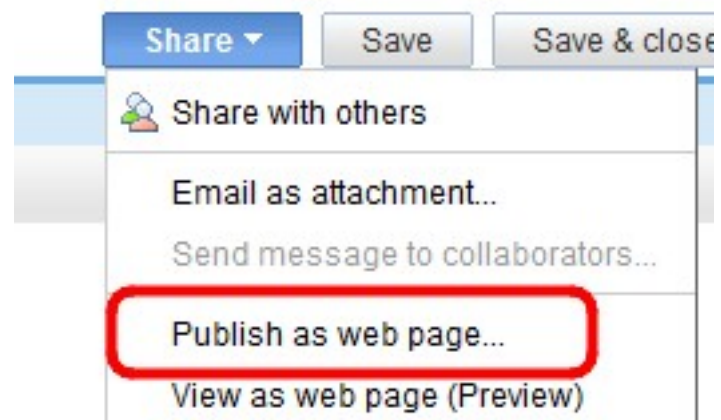 Share Save Save & close
Share with others
Email as attachment...
Send message to collaborators...
Publish as web page...
View as web page (Preview)